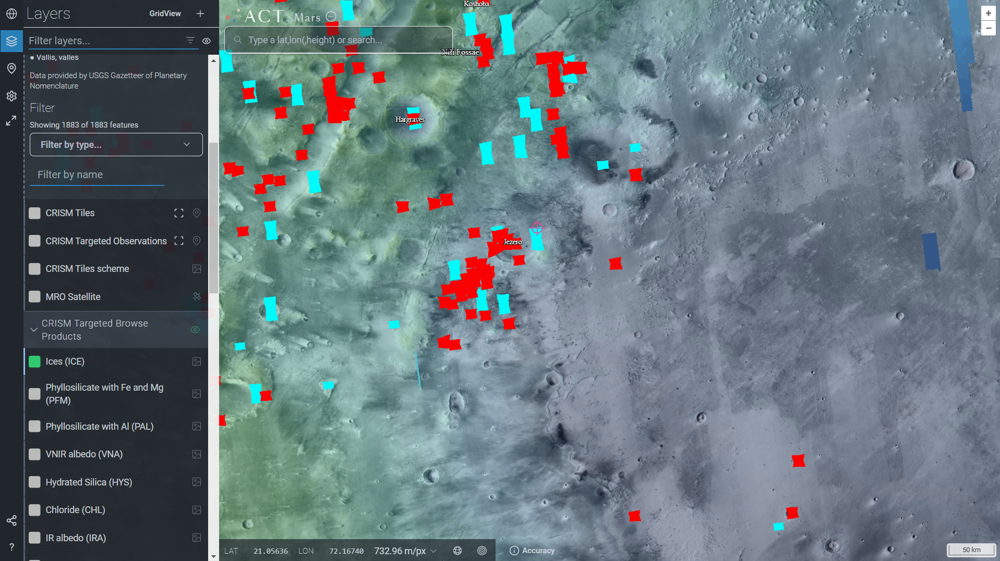 Layers
GridView
Filter layers...
• Vallis, valles
Data provided by USGS Gazetteer of Planetary
Nomenclature
Filter
Showing 1883 of 1883 features
Filter by type...
Filter by name
CRISM Tiles
CRISM Targeted Observations
CRISM Tiles scheme
MRO Satellite
CRISM Targeted Browse
Products
Ices (ICE)
Phyllosilicate with Fe and Mg
(PFM)
Phyllosilicate with Al (PAL)
VNIR albedo (VNA)
Hydrated Silica (HYS)
Chloride (CHL)
IR albedo (IRA)
?
ACT Mars
Type a lat,lon(,height) or search...
Koshoba
Nili Fossae
Hargraves
Jezero
+
−
LAT 21.05636 LON 72.16740 732.96 m/px
Accuracy
50 km